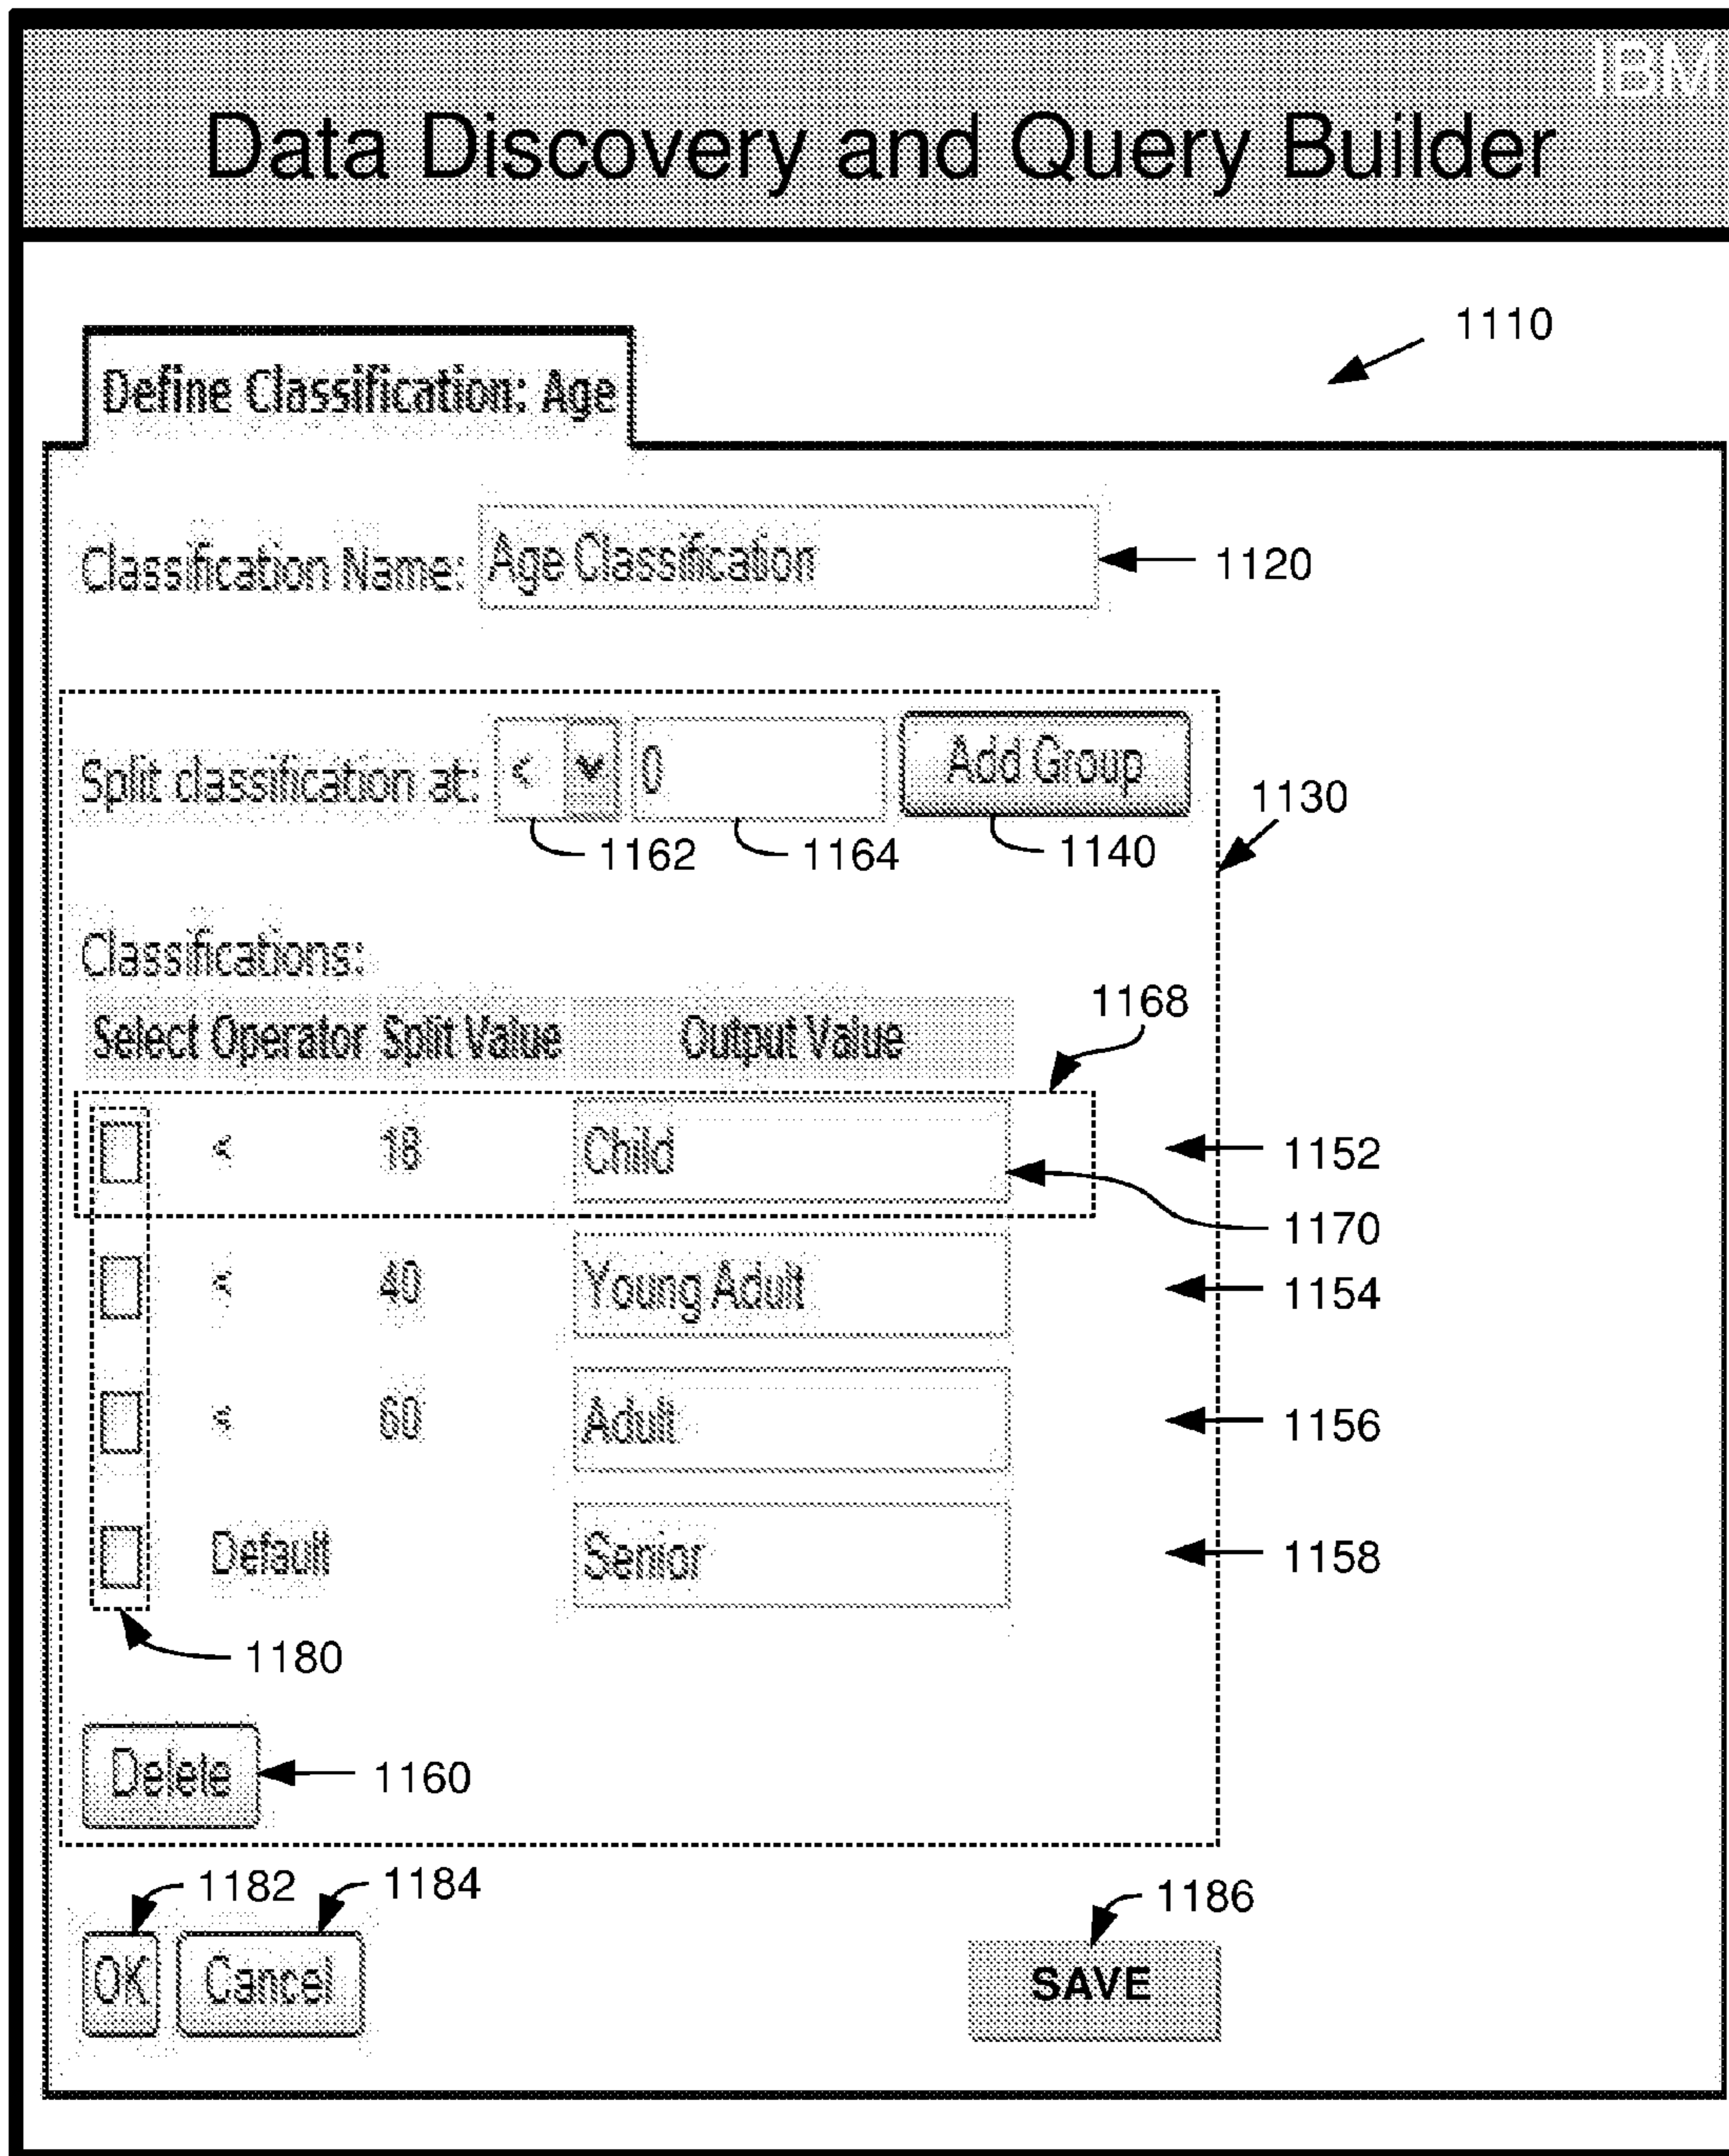 IBM
Data Discovery and Query Builder
1110
Define Classification: Age
Classification Name: Age Classification 1120
Split classification at: < 0 Add Group
1130
1162 1164 1140
Classifications:
1168
Select Operator Split Value Output Value
< 18 Child 1152
1170
< 40 Young Adult 1154
< 60 Adult 1156
Default Senior 1158
1180
Delete 1160
1182 1184 1186
OK Cancel SAVE